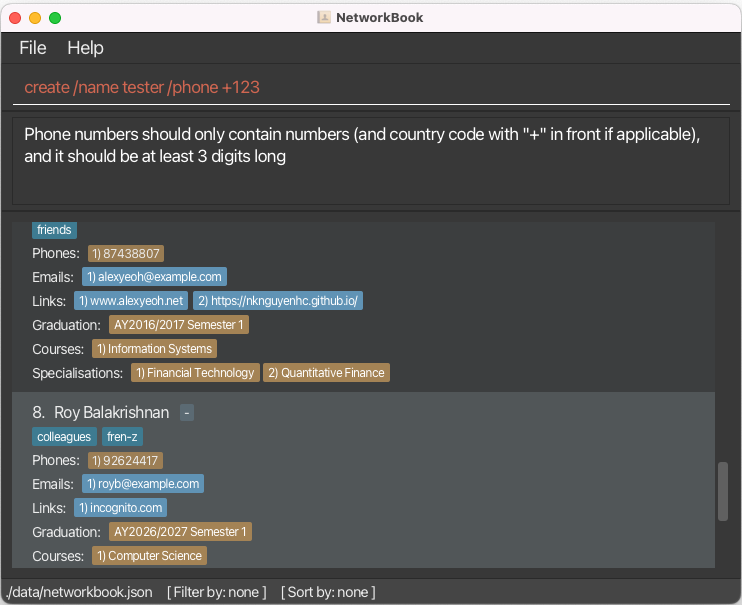 NetworkBook
File Help
create /name tester /phone +123
Phone numbers should only contain numbers (and country code with "+" in front if applicable),
and it should be at least 3 digits long
friends
Phones: 1) 87438807
Emails: 1) alexyeoh@example.com
Links: 1) www.alexyeoh.net 2) https://nknguyenhc.github.io/
Graduation: AY2016/2017 Semester 1
Courses: 1) Information Systems
Specialisations: 1) Financial Technology 2) Quantitative Finance
8. Roy Balakrishnan -
colleagues fren-z
Phones: 1) 92624417
Emails: 1) royb@example.com
Links: 1) incognito.com
Graduation: AY2026/2027 Semester 1
Courses: 1) Computer Science
./data/networkbook.json [ Filter by: none ] [ Sort by: none ]